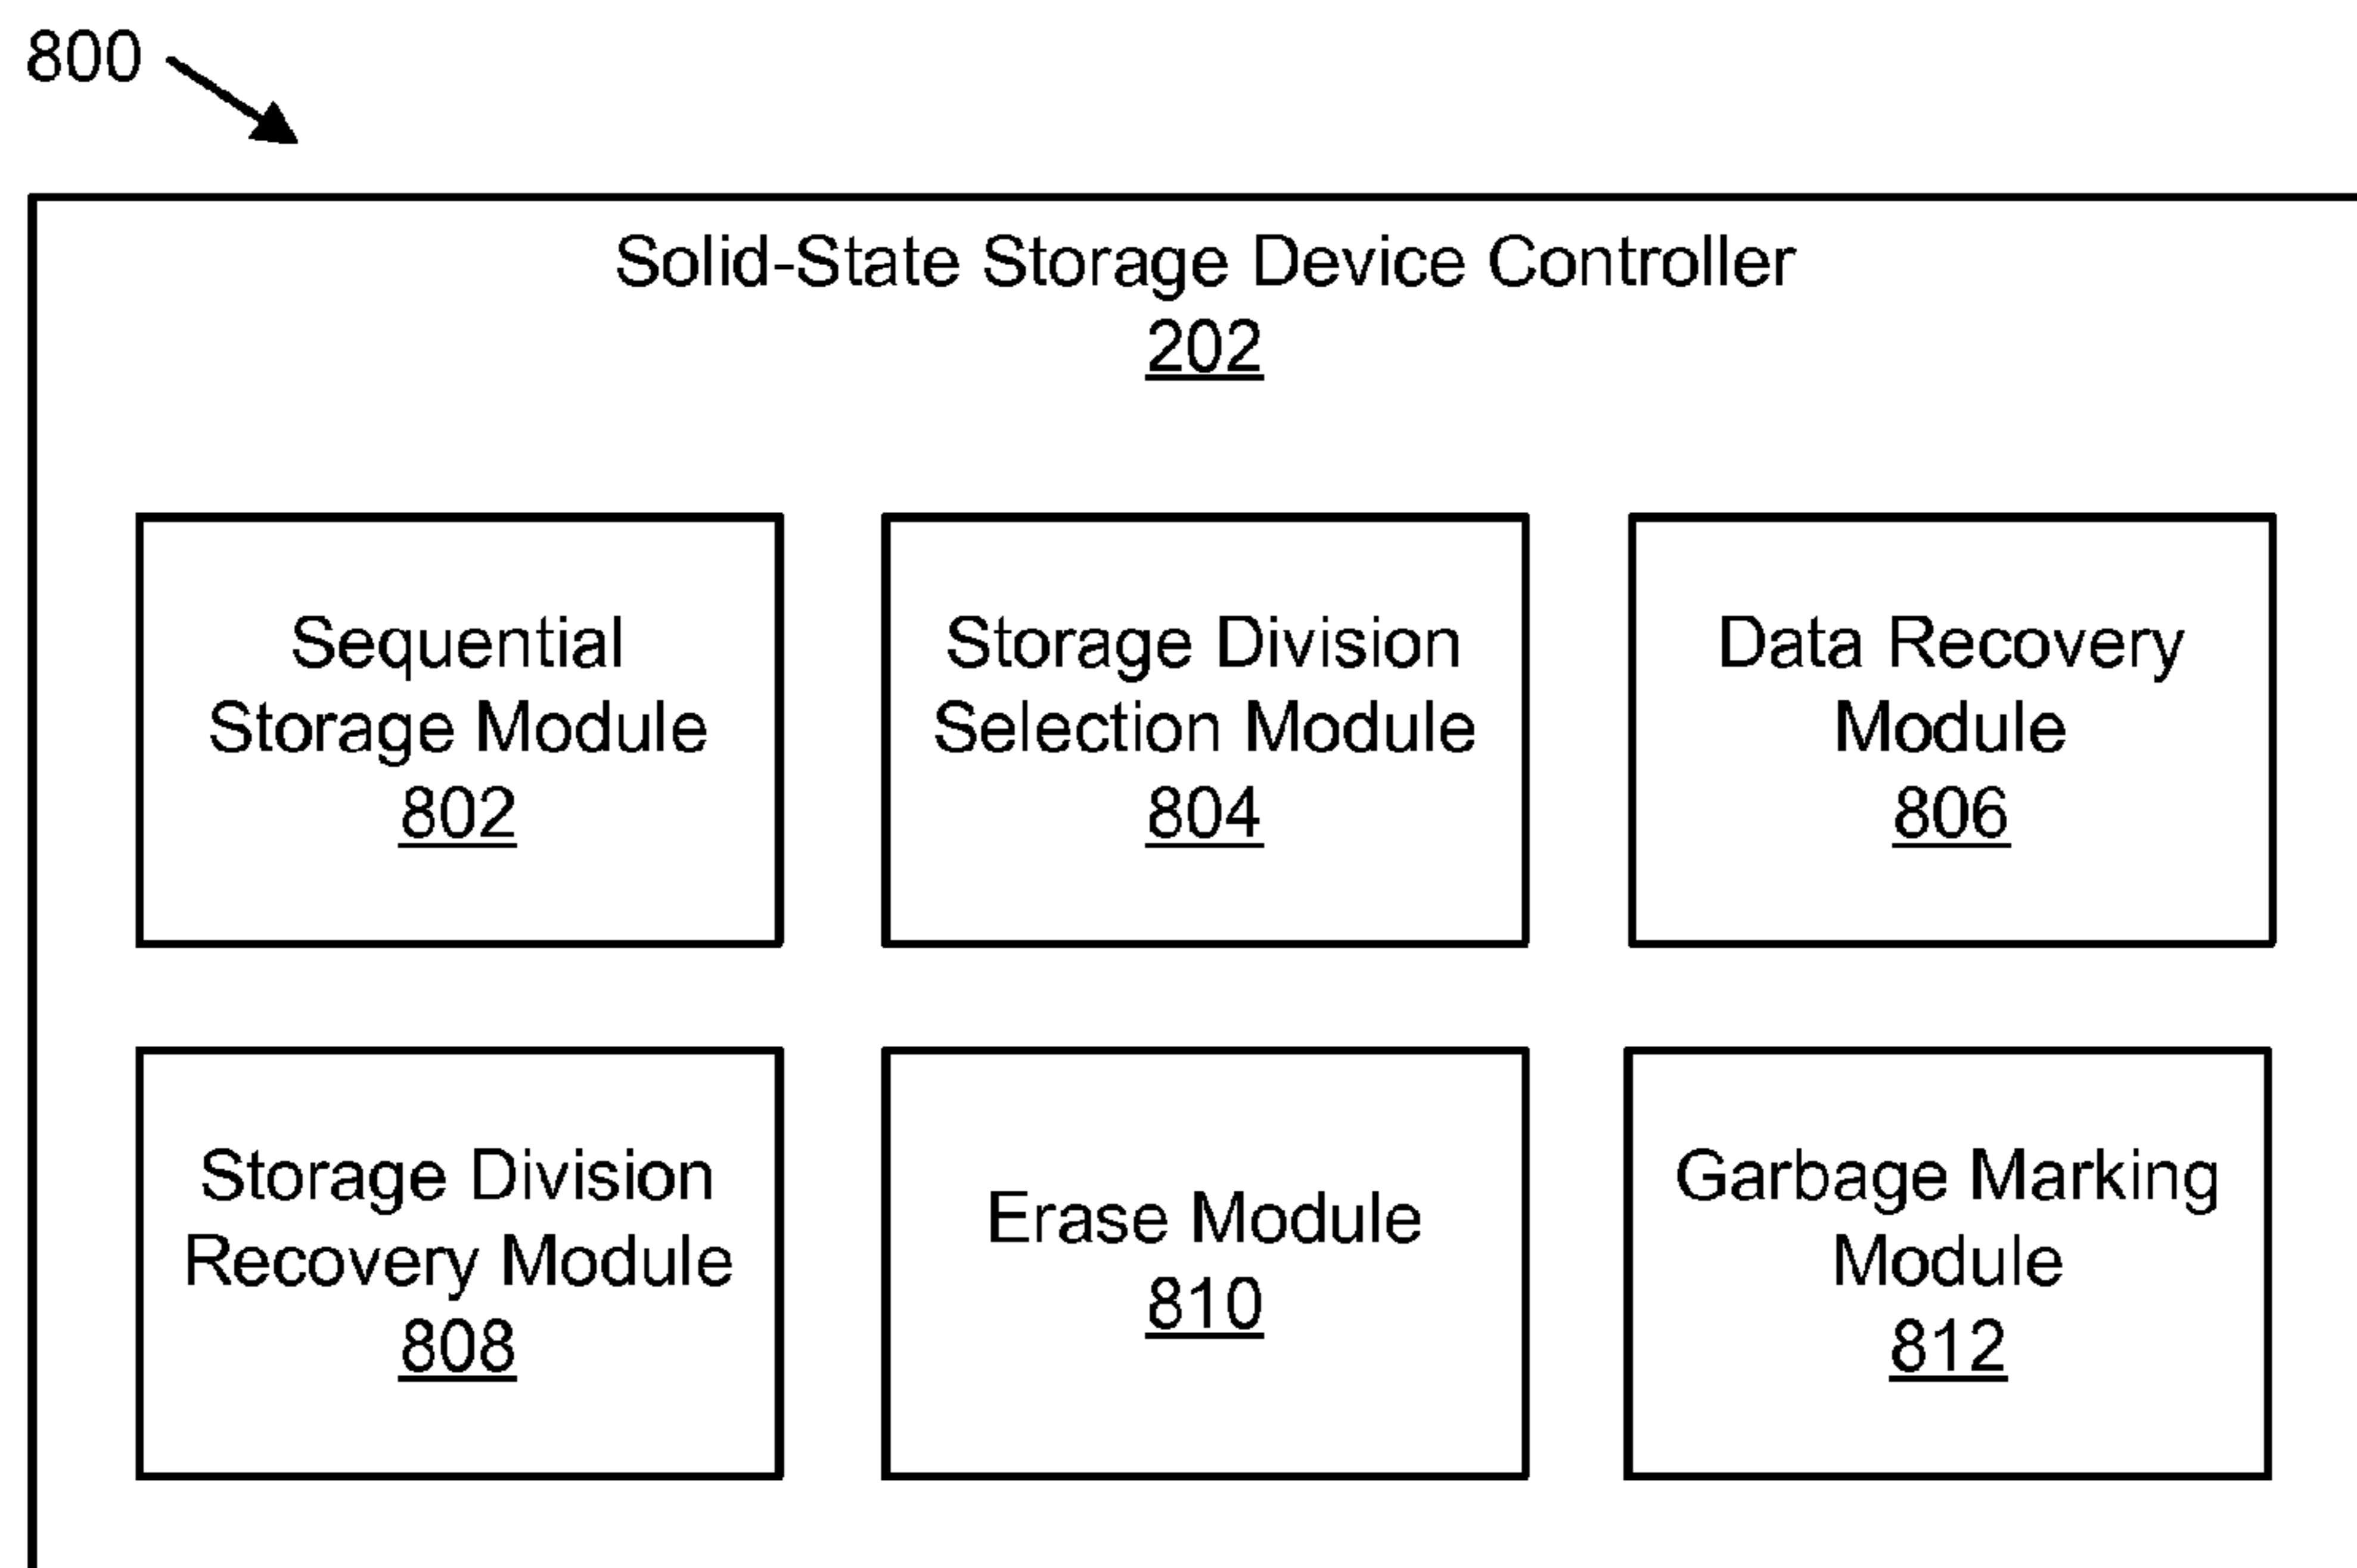 800
Solid-State Storage Device Controller
202
Sequential
Storage Module
802
Storage Division
Selection Module
804
Data Recovery
Module
806
Storage Division
Recovery Module
808
Erase Module
810
Garbage Marking
Module
812